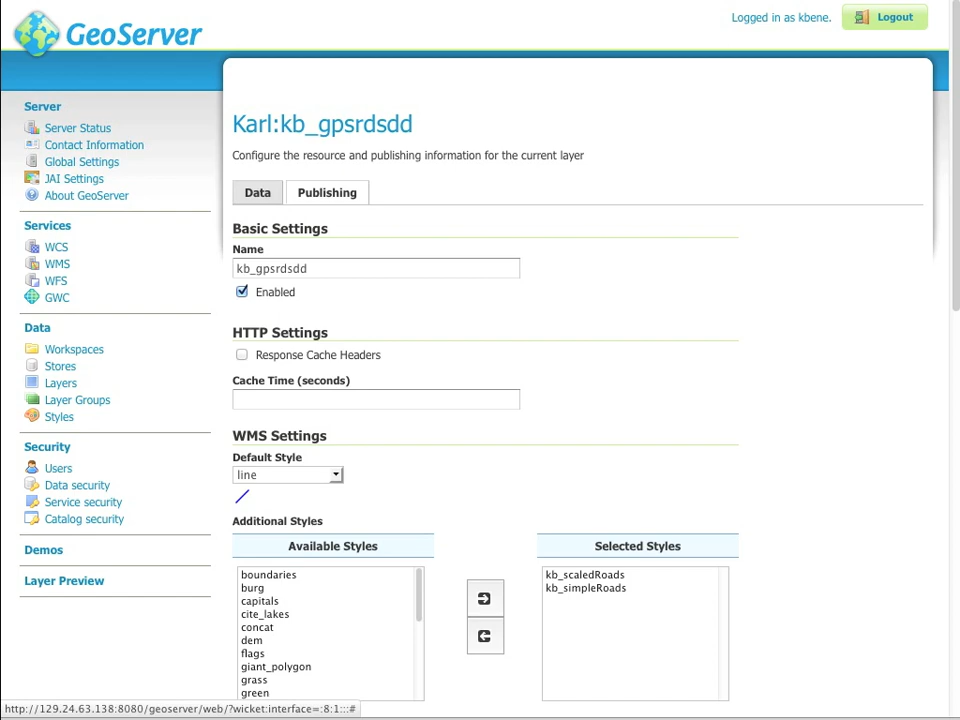 GeoServer
Logged in as kbene.
Logout
Server
Server Status
Contact Information
Global Settings
JAI Settings
About GeoServer
Services
WCS
WMS
WFS
GWC
Data
Workspaces
Stores
Layers
Layer Groups
Styles
Security
Users
Data security
Service security
Catalog security
Demos
Layer Preview
Karl:kb_gpsrdsdd
Configure the resource and publishing information for the current layer
Data Publishing
Basic Settings
Name
kb_gpsrdsdd
Enabled
HTTP Settings
Response Cache Headers
Cache Time (seconds)
WMS Settings
Default Style
line
Additional Styles
Available Styles
boundaries
burg
capitals
cite_lakes
concat
dem
flags
giant_polygon
grass
green
Selected Styles
kb_scaledRoads
kb_simpleRoads
http://129.24.63.138:8080/geoserver/web/?wicket:interface=:8:1:::#